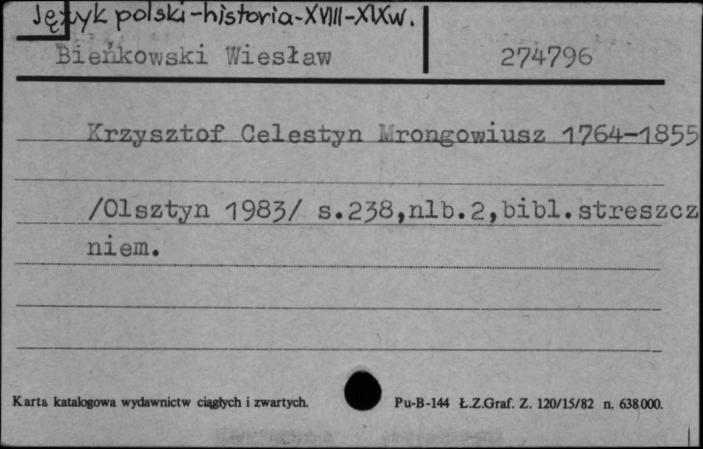 Język polski-historia-XVIII-XIXw.
Bieńkowski Wiesław 274796
Krzysztof Celestyn Mrongowiusz 1764-1855
/Olsztyn 1983/ s.238,nlb.2,bibl.streszcz
niem.
Karta katalogowa wydawnictw ciągłych i zwartych. Pu-B-144 Ł.Z.Graf. Z. 120/15/82 n. 638000.